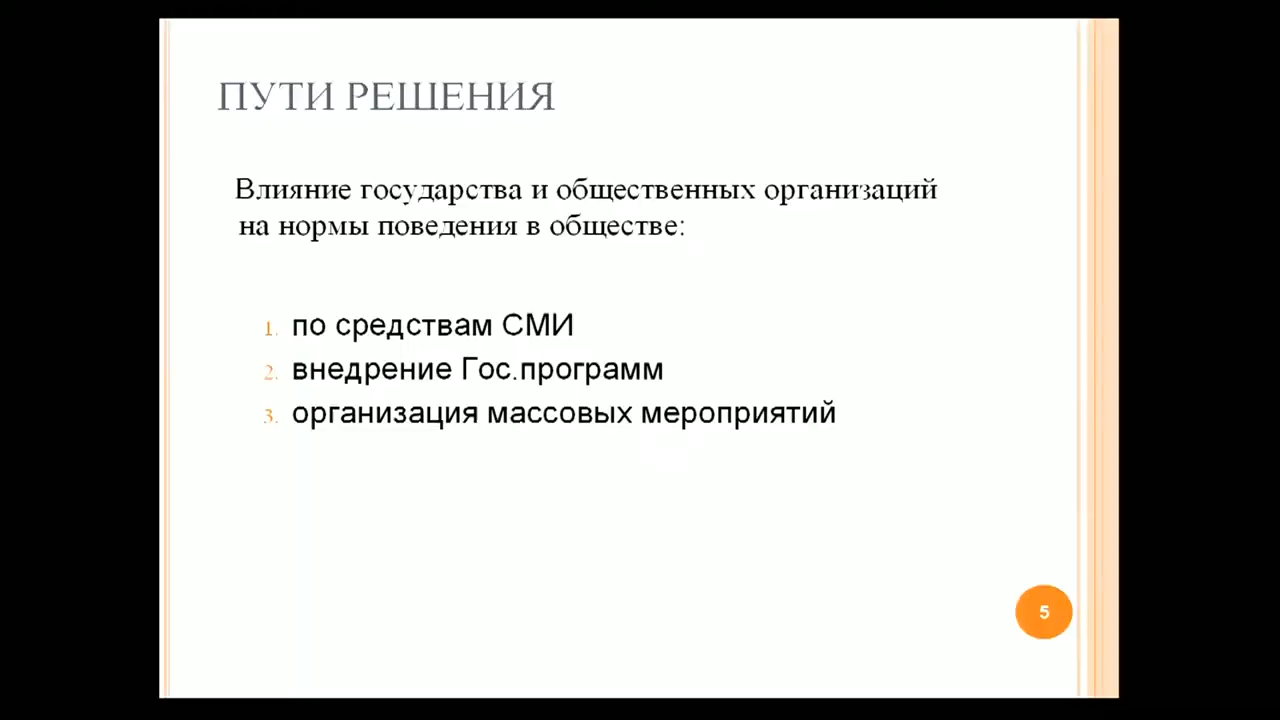 ПУТИ РЕШЕНИЯ
Влияние государства и общественных организаций
на нормы поведения в обществе:
1. по средствам СМИ
2. внедрение Гос.программ
3. организация массовых мероприятий
5